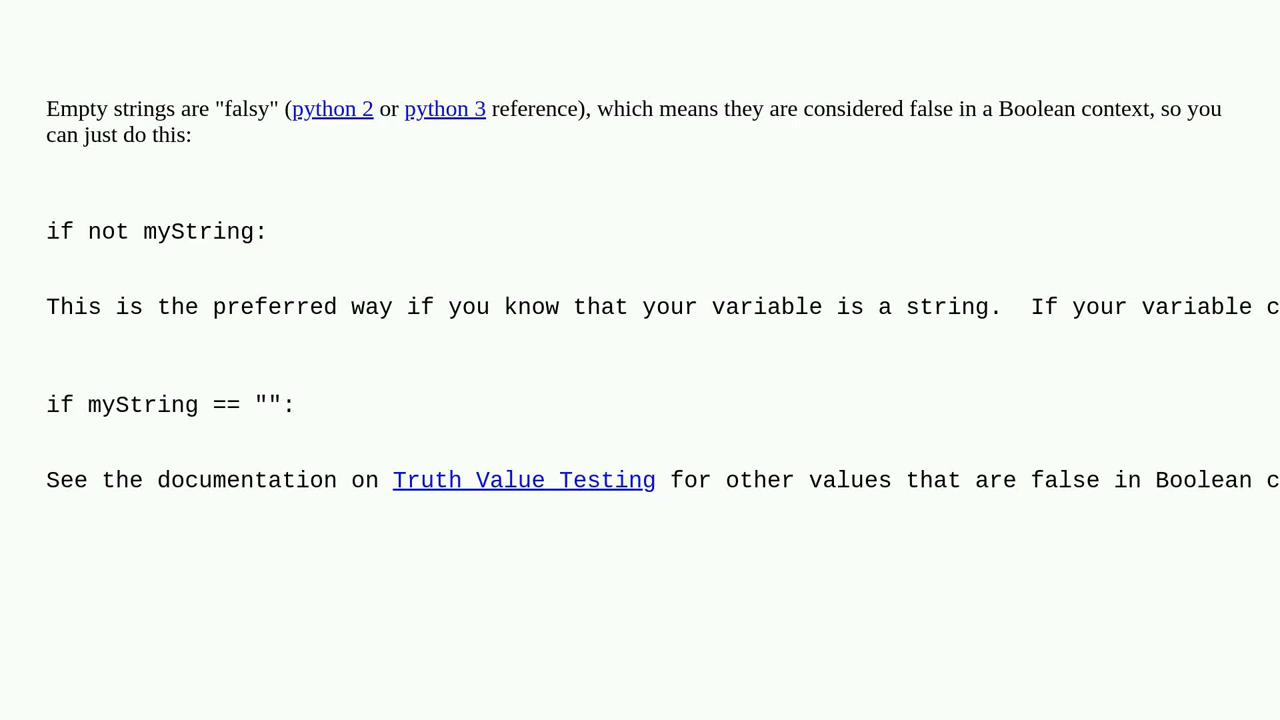 Empty strings are "falsy" (python 2 or python 3 reference), which means they are considered false in a Boolean context, so you
can just do this:
if not myString:
This is the preferred way if you know that your variable is a string.  If your variable c
if myString == "":
See the documentation on Truth Value Testing for other values that are false in Boolean c